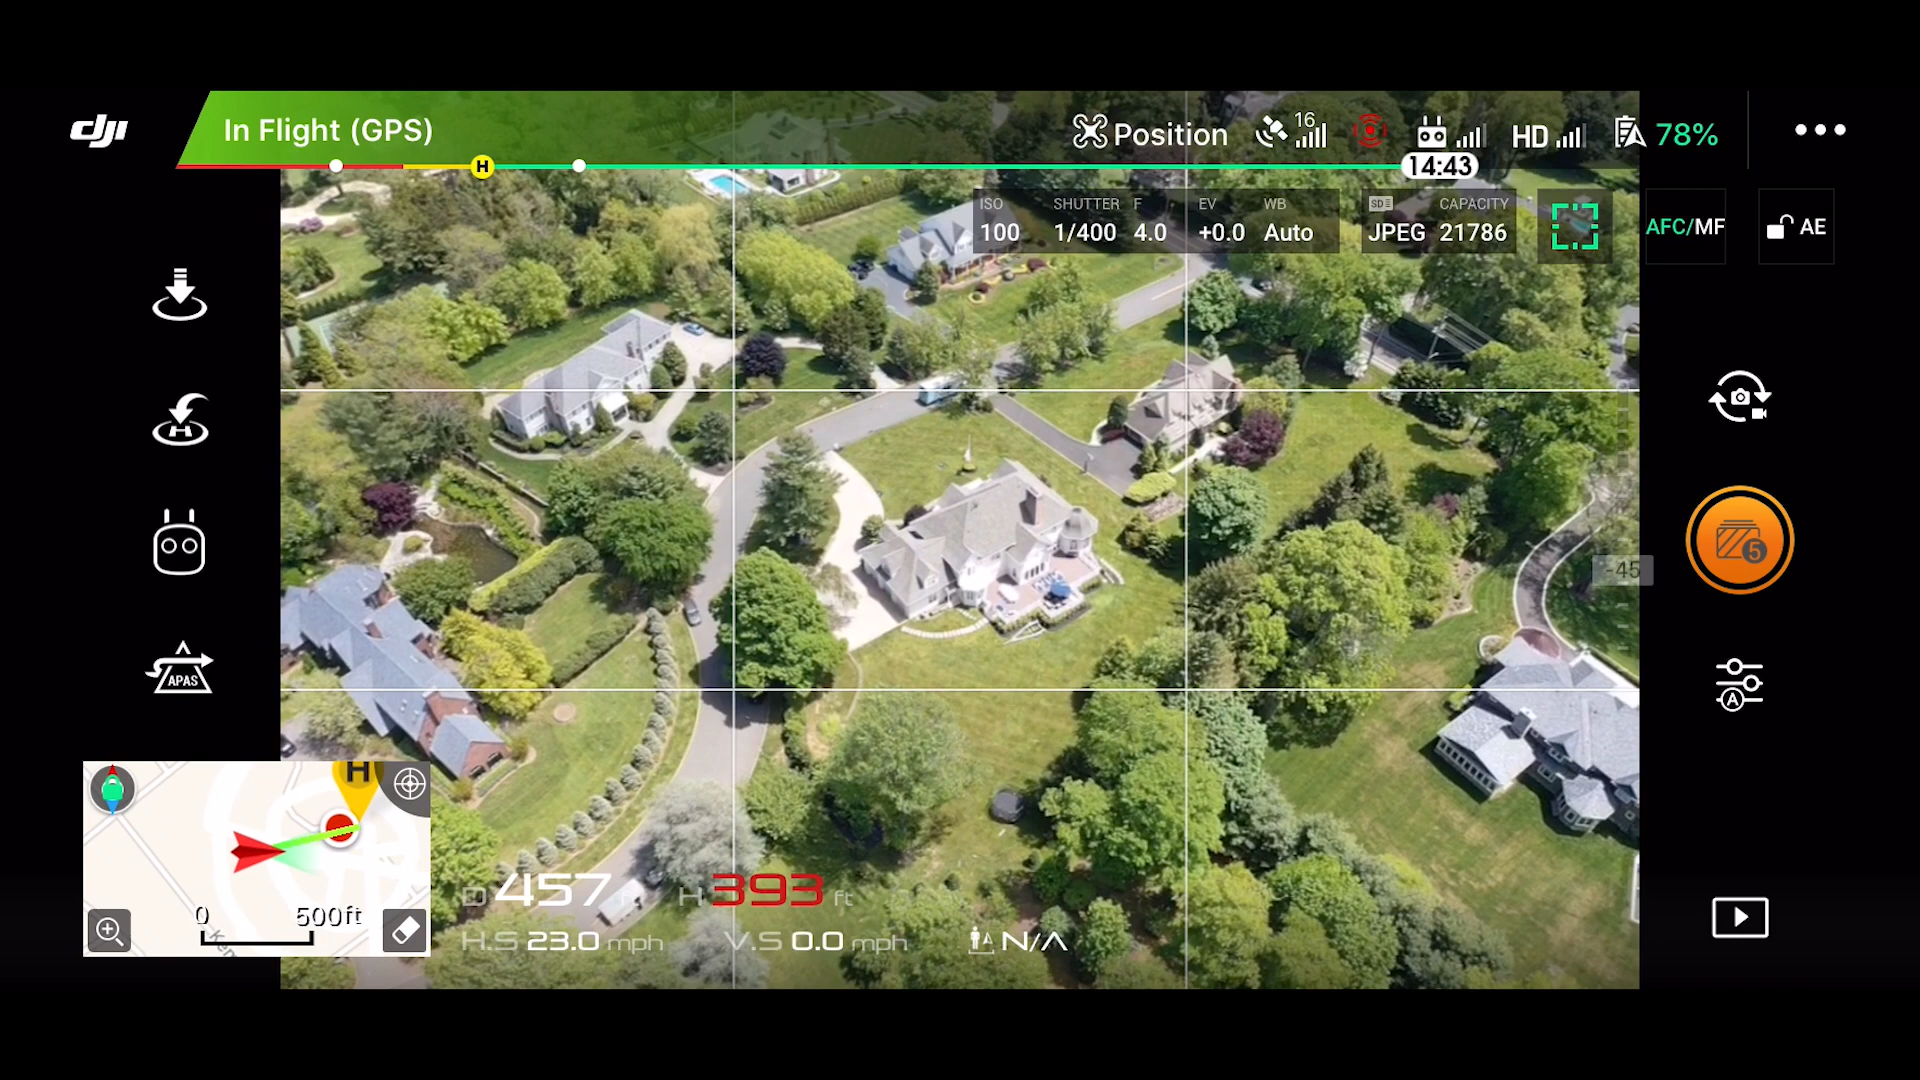 dji
In Flight (GPS)
Position
16
HD
78%
H
14:43
ISO
100
SHUTTER
1/400
F
4.0
EV
+0.0
WB
Auto
SD
JPEG
CAPACITY
21786
AFC/MF
AE
H
5
-45
APAS
A
H
0
500ft
D 457 ft
H 393 ft
H.S 23.0 mph
V.S 0.0 mph
N/A